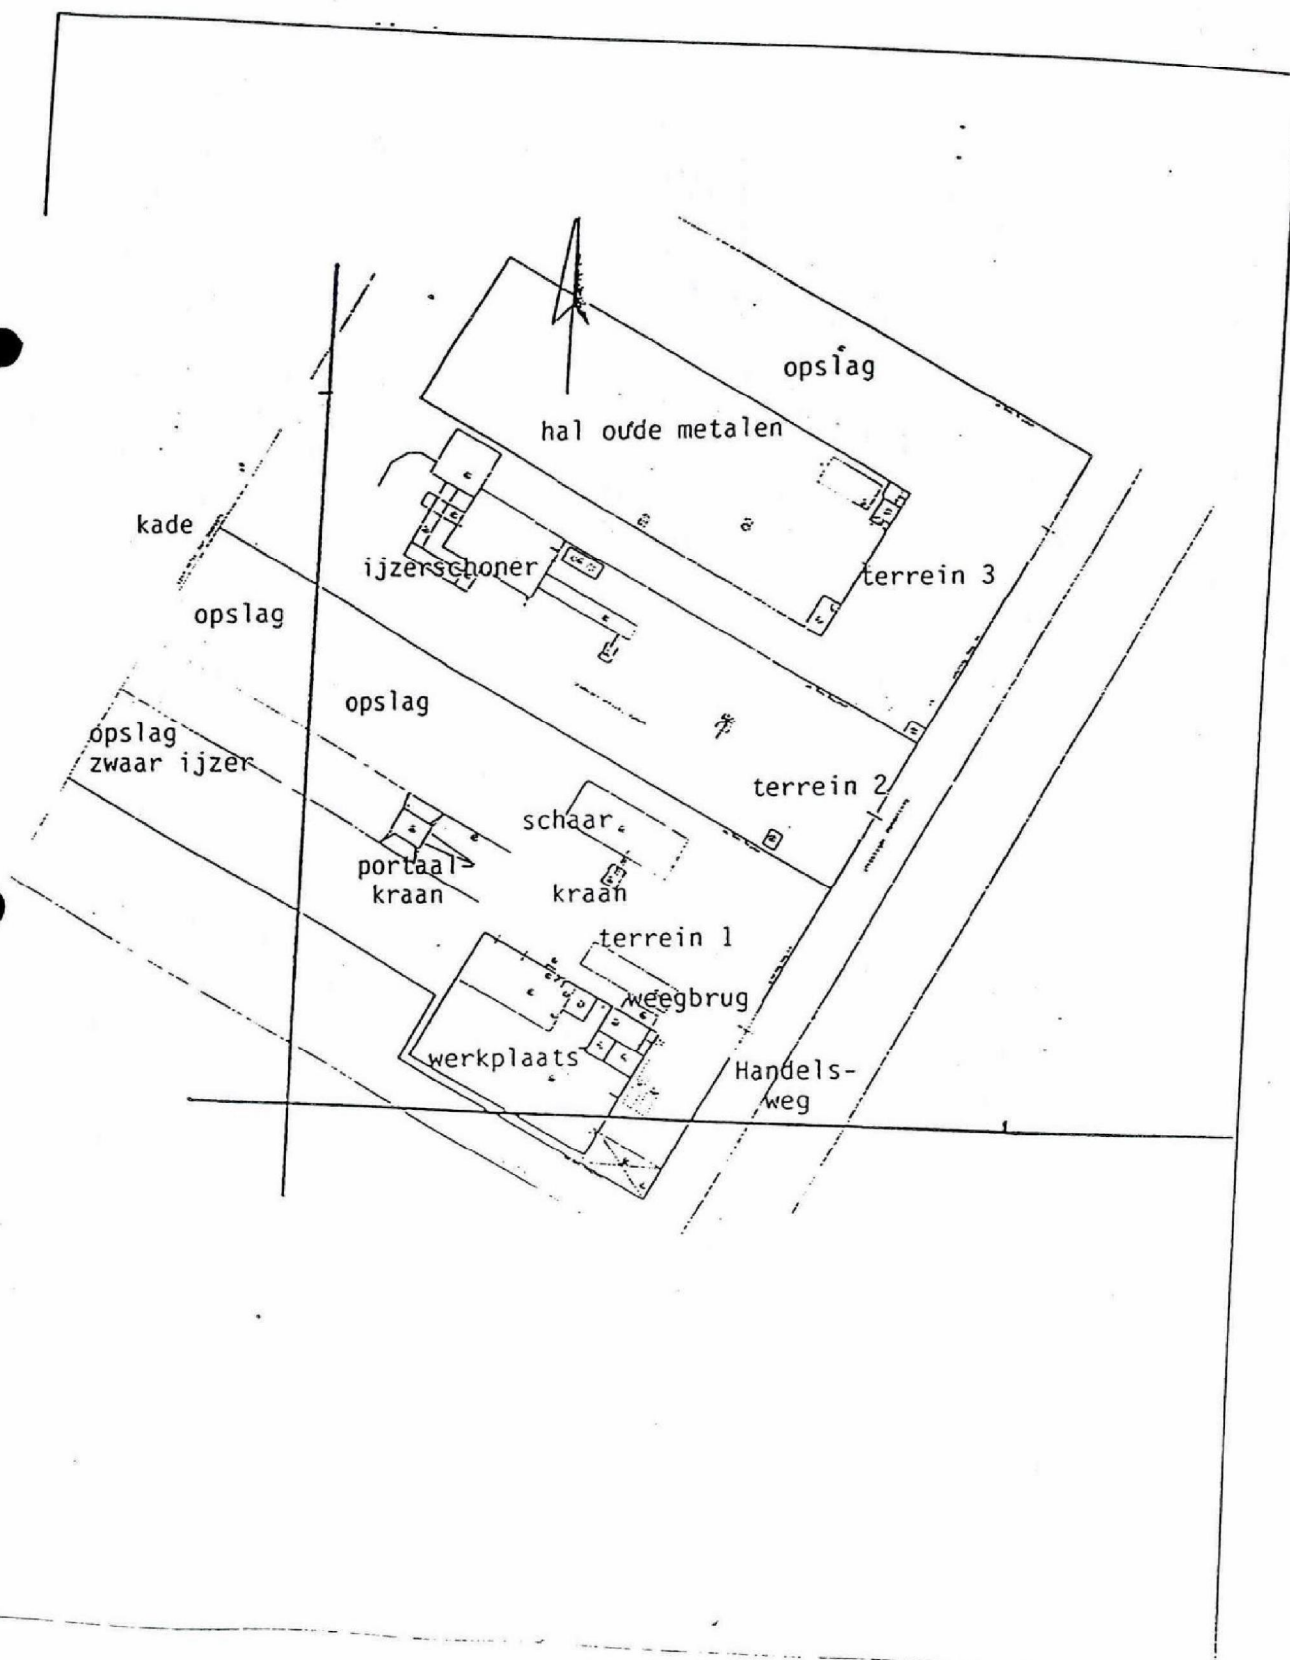 opslag
hal oude metalen
kade
ijzerschoner
terrein 3
opslag
opslag
opslag
zwaar ijzer
terrein 2
schaar
portaal-
kraan
kraan
terrein 1
weegbrug
werkplaats
Handels-
weg